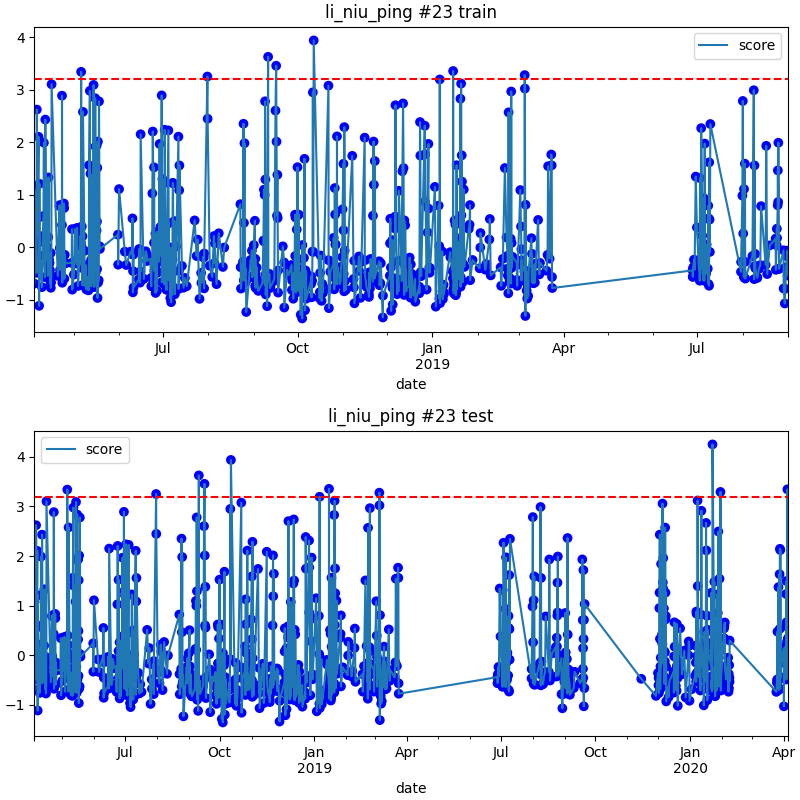 li_niu_ping #23 train
score
4
3
2
1
0
−1
Jul
Oct
Jan
2019
Apr
Jul
date
li_niu_ping #23 test
score
4
3
2
1
0
−1
Jul
Oct
Jan
2019
Apr
Jul
Oct
Jan
2020
Apr
date